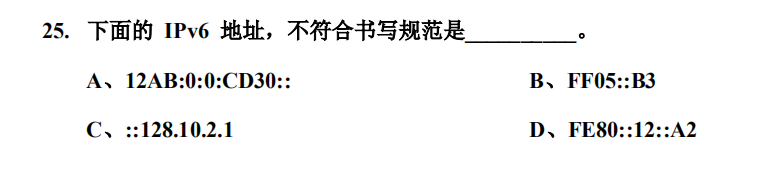 25. 下面的 IPv6 地址，不符合书写规范是__________。
A、12AB:0:0:CD30:: B、FF05::B3
C、::128.10.2.1 D、FE80::12::A2